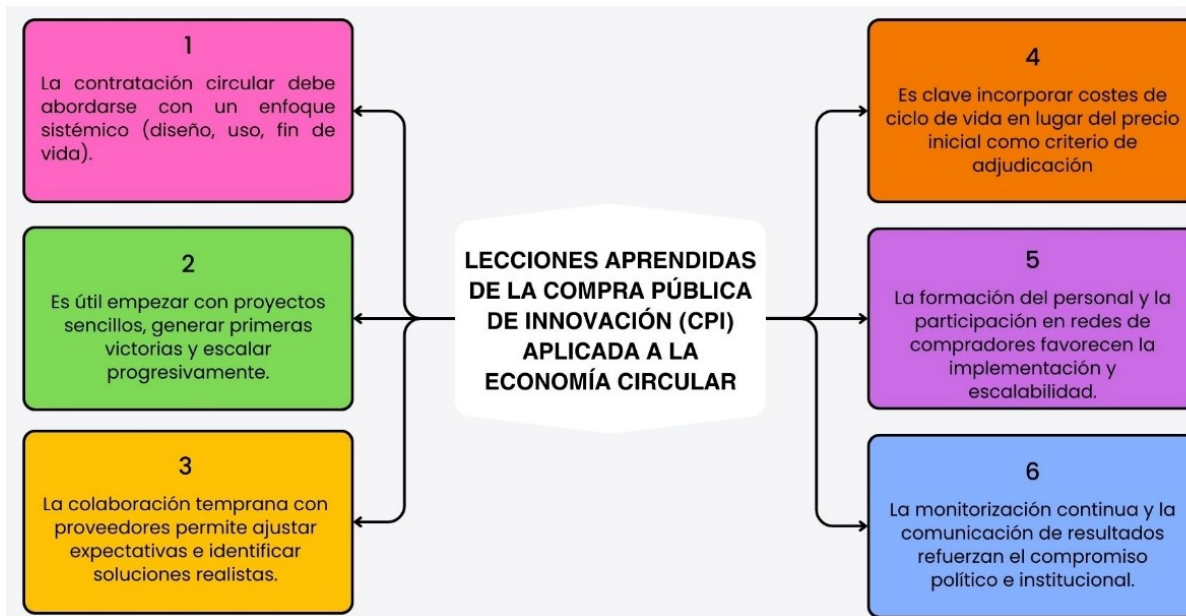 1
La contratación circular debe
abordarse con un enfoque
sistémico (diseño, uso, fin de
vida).
2
Es útil empezar con proyectos
sencillos, generar primeras
victorias y escalar
progresivamente.
3
La colaboración temprana con
proveedores permite ajustar
expectativas e identificar
soluciones realistas.
LECCIONES APRENDIDAS
DE LA COMPRA PÚBLICA
DE INNOVACIÓN (CPI)
APLICADA A LA
ECONOMÍA CIRCULAR
4
Es clave incorporar costes de
ciclo de vida en lugar del precio
inicial como criterio de
adjudicación
5
La formación del personal y la
participación en redes de
compradores favorecen la
implementación y
escalabilidad.
6
La monitorización continua y la
comunicación de resultados
refuerzan el compromiso
político e institucional.